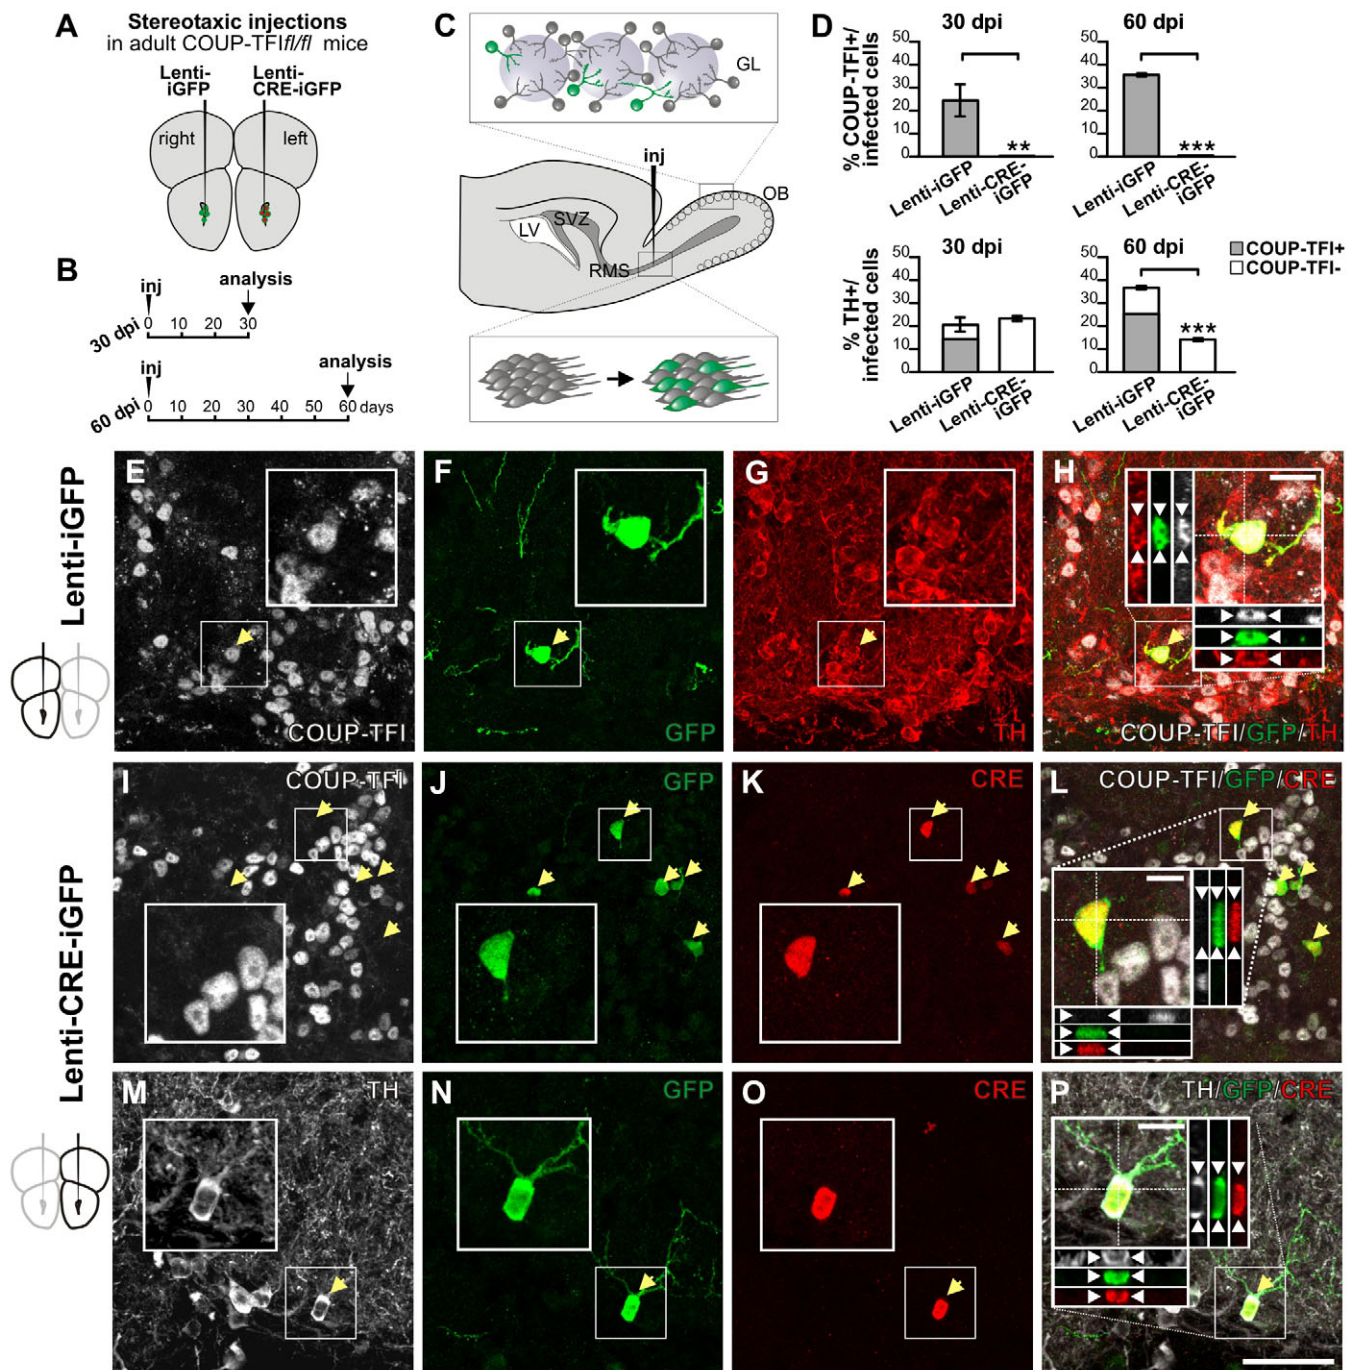 A
Stereotaxic injections
in adult COUP-TFIfl/fl mice
Lenti-
iGFP
Lenti-
CRE-iGFP
right
left
B
inj
analysis
30 dpi
0 10 20 30
inj
analysis
60 dpi
0 10 20 30 40 50 60 days
C
GL
inj
OB
SVZ
LV
RMS
D
30 dpi
60 dpi
% COUP-TFI+/
infected cells
50
40
30
20
10
0
**
Lenti-iGFP
Lenti-CRE-
iGFP
50
40
30
20
10
0
***
Lenti-iGFP
Lenti-CRE-
iGFP
30 dpi
60 dpi
COUP-TFI+
COUP-TFI-
% TH+/
infected cells
50
40
30
20
10
0
Lenti-iGFP
Lenti-CRE-
iGFP
50
40
30
20
10
0
***
Lenti-iGFP
Lenti-CRE-
iGFP
Lenti-iGFP
E
COUP-TFI
F
GFP
G
TH
H
COUP-TFI/GFP/TH
Lenti-CRE-iGFP
I
COUP-TFI
J
GFP
K
CRE
L
COUP-TFI/GFP/CRE
M
TH
N
GFP
O
CRE
P
TH/GFP/CRE